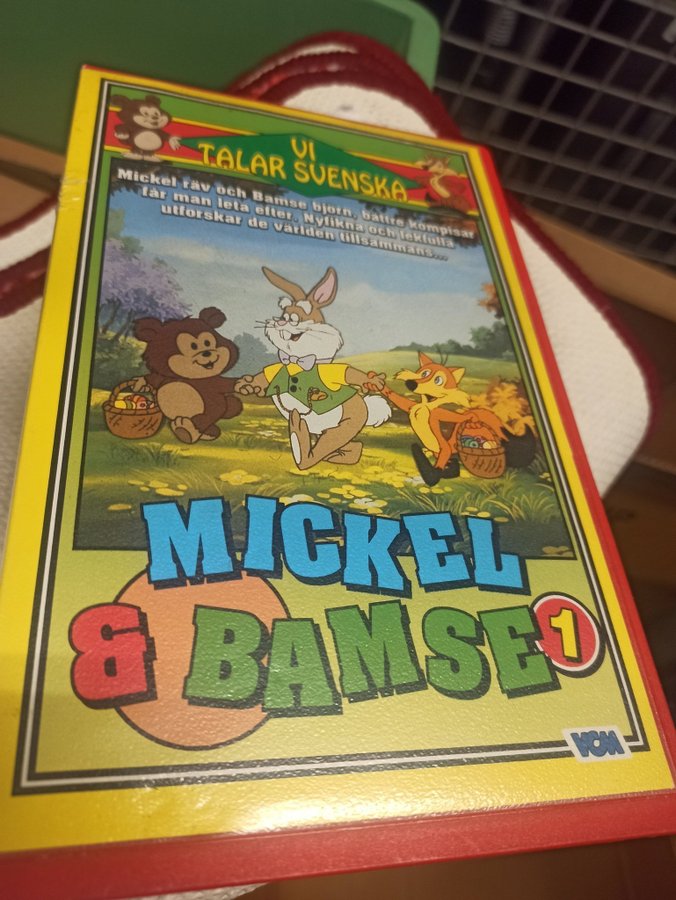 VI
TALAR SVENSKA
Mickel räv och Bamse björn, bättre kompisar
får man leta efter. Nyfikna och lekfulla
utforskar de världen tillsammans...
MICKEL
& BAMSE 1
VCM